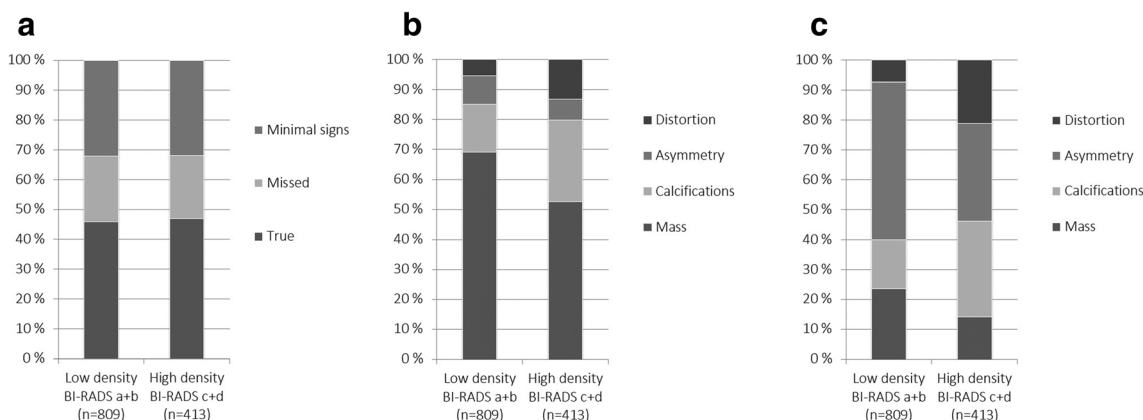 a
100 %
90 %
80 %
70 %
60 %
50 %
40 %
30 %
20 %
10 %
0 %
Low density
BI-RADS a+b
(n=809)
High density
BI-RADS c+d
(n=413)
Minimal signs
Missed
True
b
100 %
90 %
80 %
70 %
60 %
50 %
40 %
30 %
20 %
10 %
0 %
Low density
BI-RADS a+b
(n=809)
High density
BI-RADS c+d
(n=413)
Distortion
Asymmetry
Calcifications
Mass
c
100 %
90 %
80 %
70 %
60 %
50 %
40 %
30 %
20 %
10 %
0 %
Low density
BI-RADS a+b
(n=809)
High density
BI-RADS c+d
(n=413)
Distortion
Asymmetry
Calcifications
Mass